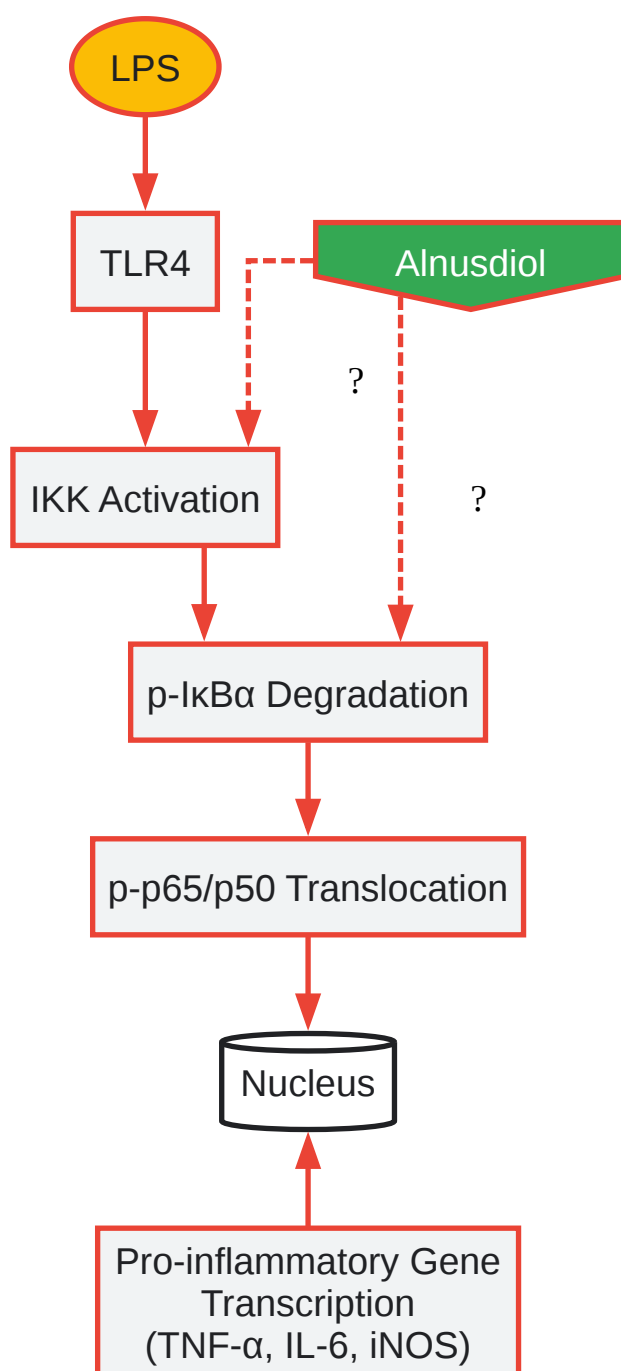 LPS
TLR4
Alnusdiol
?
IKK Activation
?
p-IκBα Degradation
p-p65/p50 Translocation
Nucleus
Pro-inflammatory Gene
Transcription
(TNF-α, IL-6, iNOS)